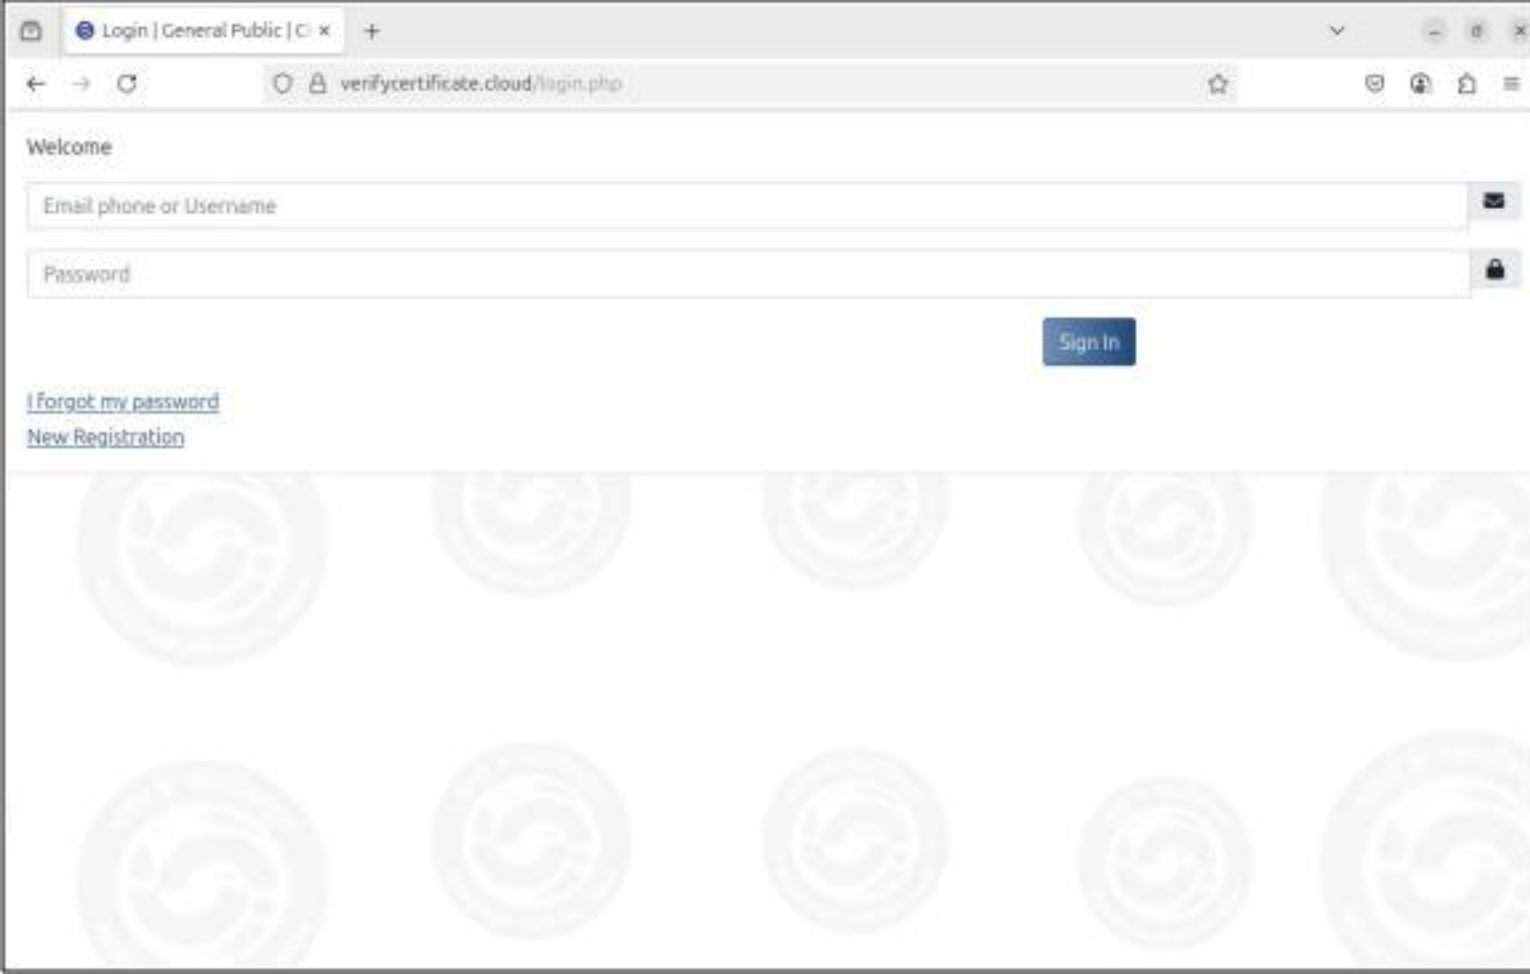 Login | General Public | C
verifycertificate.cloud/login.php
Welcome
Email phone or Username
Password
Sign In
I forgot my password
New Registration